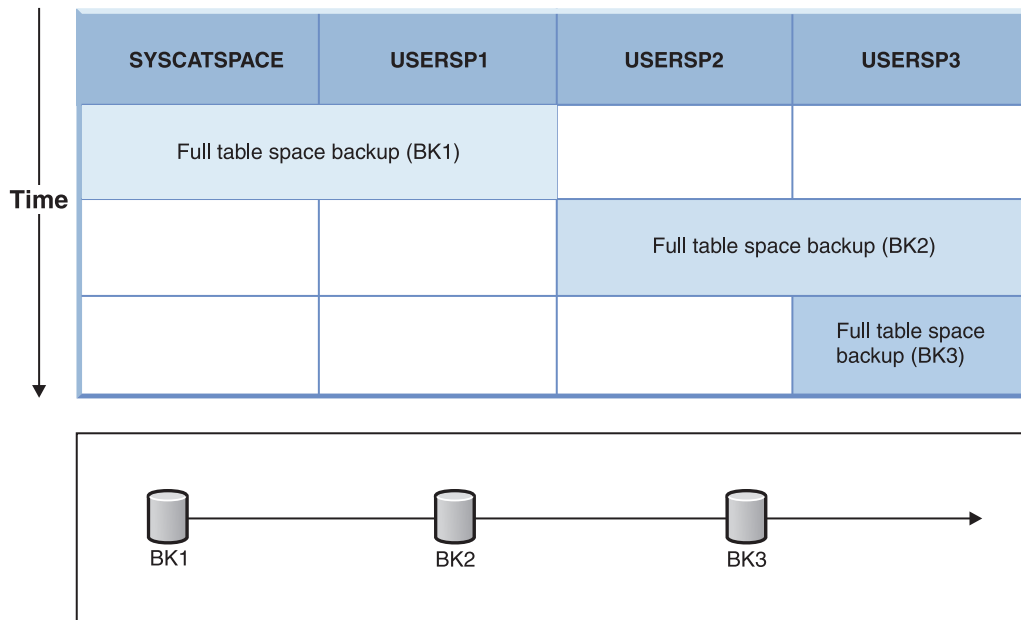 SYSCATSPACE
USERSP1
USERSP2
USERSP3
Full table space backup (BK1)
Time
Full table space backup (BK2)
Full table space
backup (BK3)
BK1
BK2
BK3